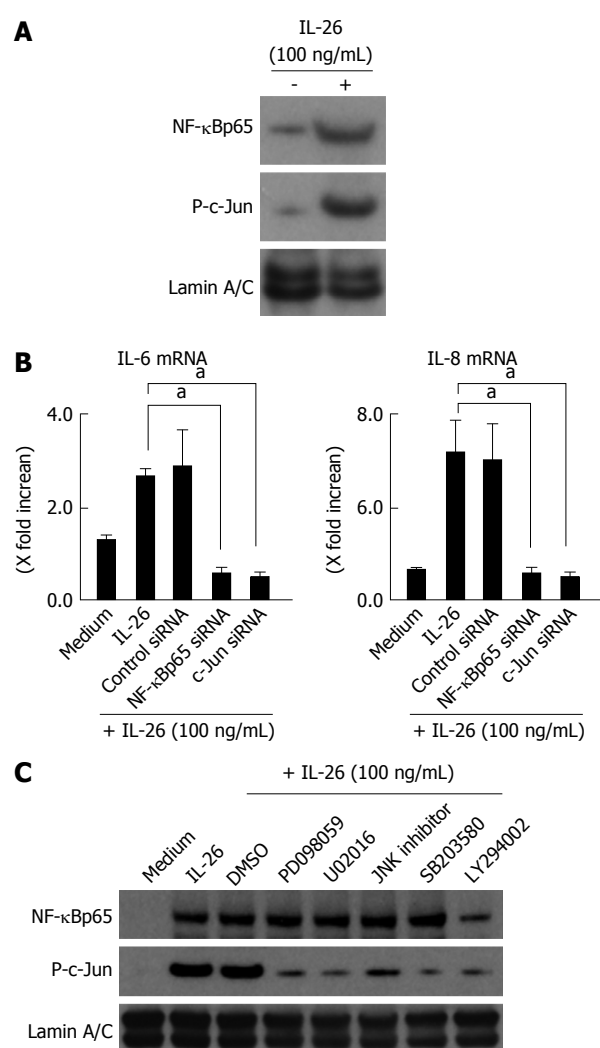 A
IL-26
(100 ng/mL)
- +
NF-κBp65
P-c-Jun
Lamin A/C
B
IL-6 mRNA
a
a
4.0
2.0
0.0
(X fold increan)
Medium
IL-26
Control siRNA
NF-κBp65 siRNA
c-Jun siRNA
+ IL-26 (100 ng/mL)
IL-8 mRNA
a
a
8.0
6.0
0.0
(X fold increan)
Medium
IL-26
Control siRNA
NF-κBp65 siRNA
c-Jun siRNA
+ IL-26 (100 ng/mL)
C
+ IL-26 (100 ng/mL)
Medium
IL-26
DMSO
PD098059
U02016
JNK inhibitor
SB203580
LY294002
NF-κBp65
P-c-Jun
Lamin A/C